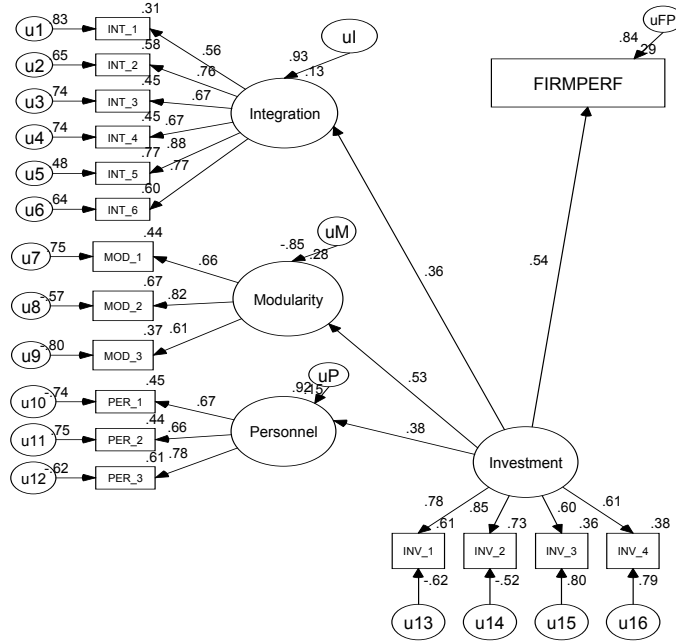 u1 .83 INT_1 .31
u2 .65 INT_2 .58 .56
u3 .74 INT_3 .45 .76
u4 .74 INT_4 .45 .67
u5 .48 INT_5 .77 .67
u6 .64 INT_6 .60 .88
.77
Integration .93 .13 uI
uFP .84 .29
FIRMPERF
u7 -.75 MOD_1 .44 .66
u8 -.57 MOD_2 .67 .82
u9 -.80 MOD_3 .37 .61
Modularity -.85 .28 uM
.36
.54
.53
.38
u10 -.74 PER_1 .45 .67
u11 .75 PER_2 .44 .66
u12 -.62 PER_3 .61 .78
Personnel .92 .15 uP
Investment
.78 .85 .60 .61
.61 .73 .36 .38
INV_1 INV_2 INV_3 INV_4
-.62 -.52 .80 .79
u13 u14 u15 u16